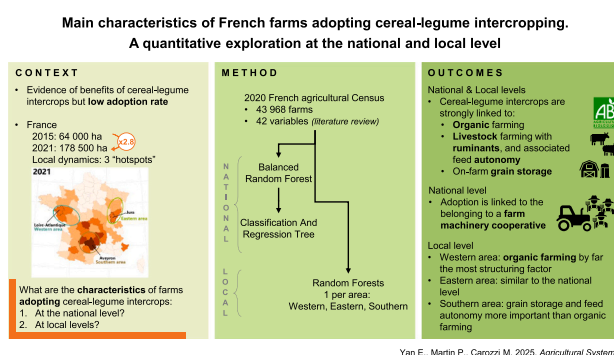 Main characteristics of French farms adopting cereal-legume intercropping.
A quantitative exploration at the national and local level
CONTEXT
• Evidence of benefits of cereal-legume
intercrops but low adoption rate
• France
2015: 64 000 ha
2021: 178 500 ha
x2.8
Local dynamics: 3 "hotspots"
2021
Jura
Eastern area
Loire Atlantique
Western area
Aveyron
Southern area
What are the characteristics of farms
adopting cereal-legume intercrops:
1. At the national level?
2. At local levels?
METHOD
2020 French agricultural Census
• 43 968 farms
• 42 variables (literature review)
NATIONAL
Balanced
Random Forest
Classification And
Regression Tree
LOCAL
Random Forests
1 per area:
Western, Eastern, Southern
OUTCOMES
National & Local levels
• Cereal-legume intercrops are
strongly linked to:
• Organic farming
• Livestock farming with
ruminants, and associated
feed autonomy
• On-farm grain storage
AB
National level
• Adoption is linked to the
belonging to a farm
machinery cooperative
Local level
• Western area: organic farming by far
the most structuring factor
• Eastern area: similar to the national
level
• Southern area: grain storage and feed
autonomy more important than organic
farming
Yan E., Martin P., Carozzi M. 2025. Agricultural System